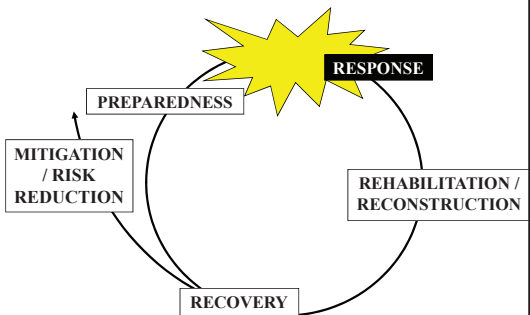 RESPONSE
PREPAREDNESS
MITIGATION
/ RISK
REDUCTION
REHABILITATION /
RECONSTRUCTION
RECOVERY